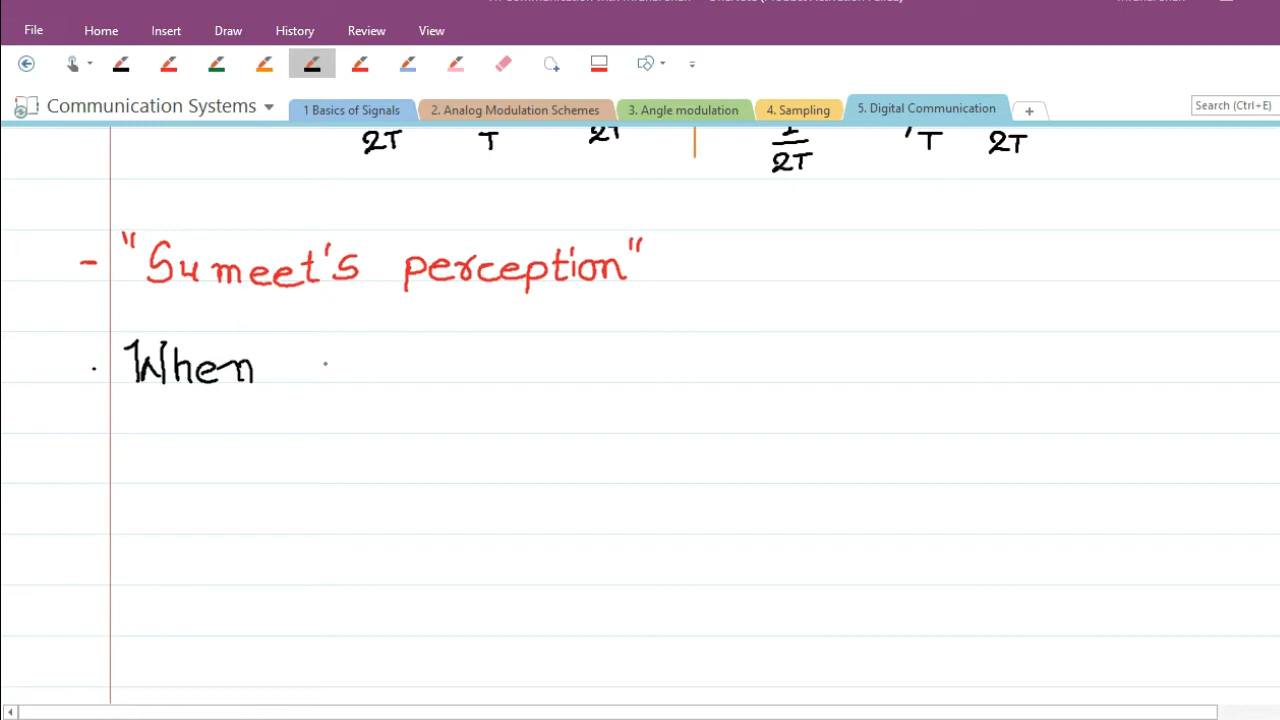 File Home Insert Draw History Review View
Communication Systems 1 Basics of Signals 2. Analog Modulation Schemes 3. Angle modulation 4. Sampling 5. Digital Communication + Search (Ctrl+E)
2T T 2T 1/2T T 2T
- "Sumeet's perception"
. When